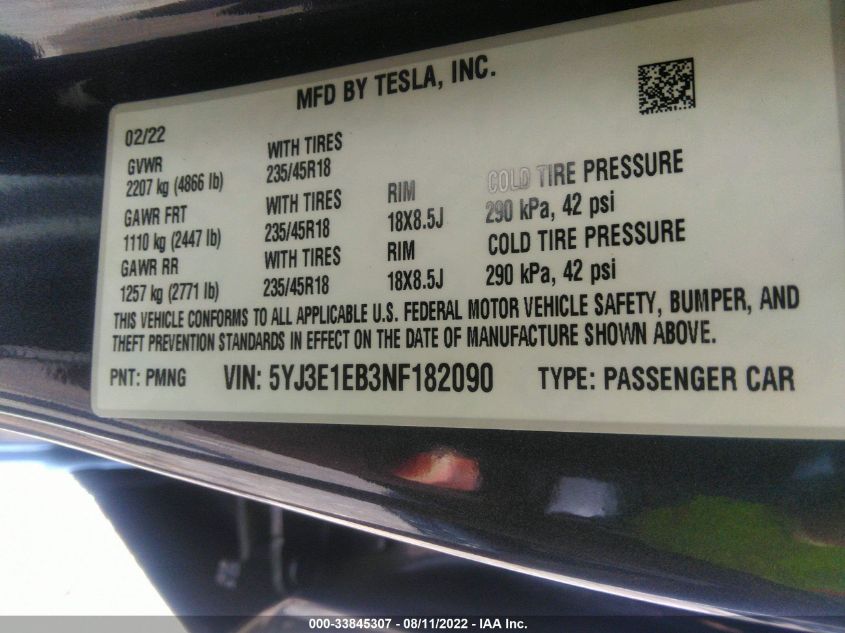 MFD BY TESLA, INC.
02/22
GVWR WITH TIRES
2207 kg (4866 lb) 235/45R18
GAWR FRT WITH TIRES RIM COLD TIRE PRESSURE
1110 kg (2447 lb) 235/45R18 18X8.5J 290 kPa, 42 psi
GAWR RR WITH TIRES RIM COLD TIRE PRESSURE
1257 kg (2771 lb) 235/45R18 18X8.5J 290 kPa, 42 psi
THIS VEHICLE CONFORMS TO ALL APPLICABLE U.S. FEDERAL MOTOR VEHICLE SAFETY, BUMPER, AND
THEFT PREVENTION STANDARDS IN EFFECT ON THE DATE OF MANUFACTURE SHOWN ABOVE.
PNT: PMNG VIN: 5YJ3E1EB3NF182090 TYPE: PASSENGER CAR
000-33845307 - 08/11/2022 - IAA Inc.